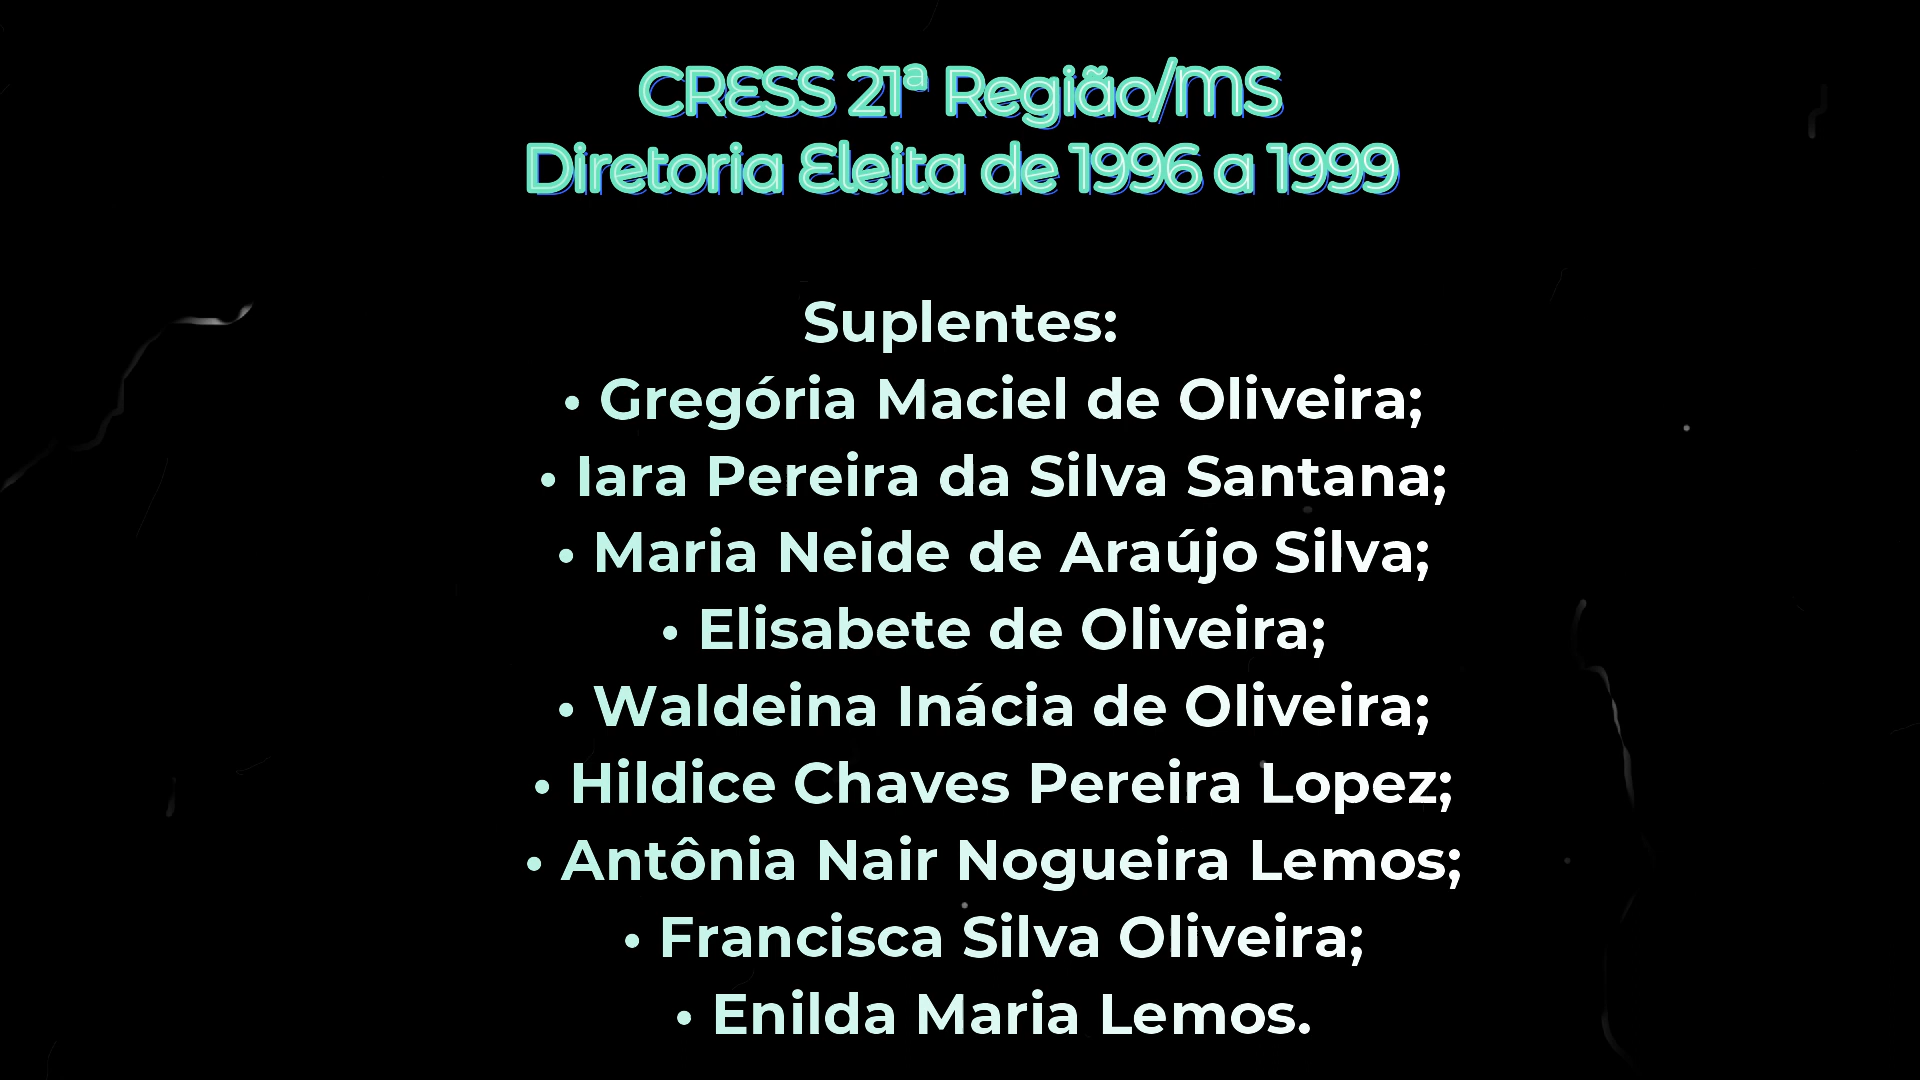 CRESS 21ª Região/MS
Diretoria Eleita de 1996 a 1999
Suplentes:
• Gregória Maciel de Oliveira;
• Iara Pereira da Silva Santana;
• Maria Neide de Araújo Silva;
• Elisabete de Oliveira;
• Waldeina Inácia de Oliveira;
• Hildice Chaves Pereira Lopez;
• Antônia Nair Nogueira Lemos;
• Francisca Silva Oliveira;
• Enilda Maria Lemos.